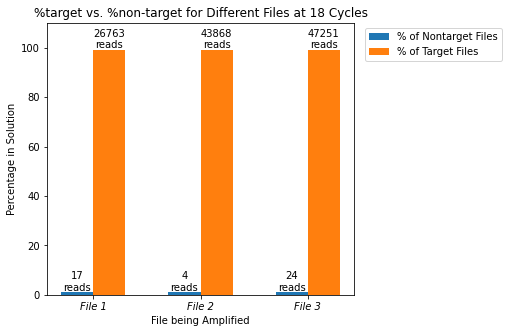 %target vs. %non-target for Different Files at 18 Cycles
% of Nontarget Files
% of Target Files
26763
reads
43868
reads
47251
reads
17
reads
4
reads
24
reads
100
80
60
40
20
0
Percentage in Solution
File 1
File 2
File 3
File being Amplified